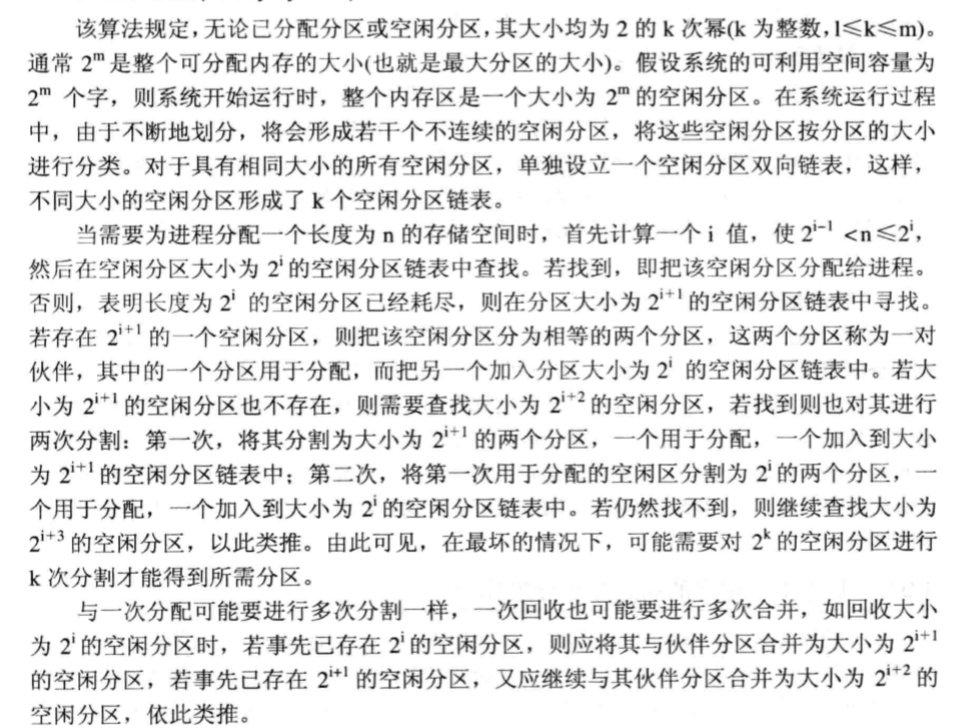 该算法规定，无论已分配分区或空闲分区，其大小均为 2 的 k 次幂(k 为整数，l≤k≤m)。
通常 2ᵐ 是整个可分配内存的大小(也就是最大分区的大小)。假设系统的可利用空间容量为
2ᵐ 个字，则系统开始运行时，整个内存区是一个大小为 2ᵐ 的空闲分区。在系统运行过程
中，由于不断地划分，将会形成若干个不连续的空闲分区，将这些空闲分区按分区的大小
进行分类。对于具有相同大小的所有空闲分区，单独设立一个空闲分区双向链表，这样，
不同大小的空闲分区形成了 k 个空闲分区链表。
当需要为进程分配一个长度为 n 的存储空间时，首先计算一个 i 值，使 2ⁱ⁻¹ <n≤2ⁱ，
然后在空闲分区大小为 2ⁱ 的空闲分区链表中查找。若找到，即把该空闲分区分配给进程。
否则，表明长度为 2ⁱ 的空闲分区已经耗尽，则在分区大小为 2ⁱ⁺¹ 的空闲分区链表中寻找。
若存在 2ⁱ⁺¹ 的一个空闲分区，则把该空闲分区分为相等的两个分区，这两个分区称为一对
伙伴，其中的一个分区用于分配，而把另一个加入分区大小为 2ⁱ 的空闲分区链表中。若大
小为 2ⁱ⁺¹ 的空闲分区也不存在，则需要查找大小为 2ⁱ⁺² 的空闲分区，若找到则也对其进行
两次分割：第一次，将其分割为大小为 2ⁱ⁺¹ 的两个分区，一个用于分配，一个加入到大小
为 2ⁱ⁺¹ 的空闲分区链表中；第二次，将第一次用于分配的空闲区分割为 2ⁱ 的两个分区，一
个用于分配，一个加入到大小为 2ⁱ 的空闲分区链表中。若仍然找不到，则继续查找大小为
2ⁱ⁺³ 的空闲分区，以此类推。由此可见，在最坏的情况下，可能需要对 2ᵏ 的空闲分区进行
k 次分割才能得到所需分区。
与一次分配可能要进行多次分割一样，一次回收也可能要进行多次合并，如回收大小
为 2ⁱ 的空闲分区时，若事先已存在 2ⁱ 的空闲分区，则应将其与伙伴分区合并为大小为 2ⁱ⁺¹
的空闲分区，若事先已存在 2ⁱ⁺¹ 的空闲分区，又应继续与其伙伴分区合并为大小为 2ⁱ⁺² 的
空闲分区，依此类推。